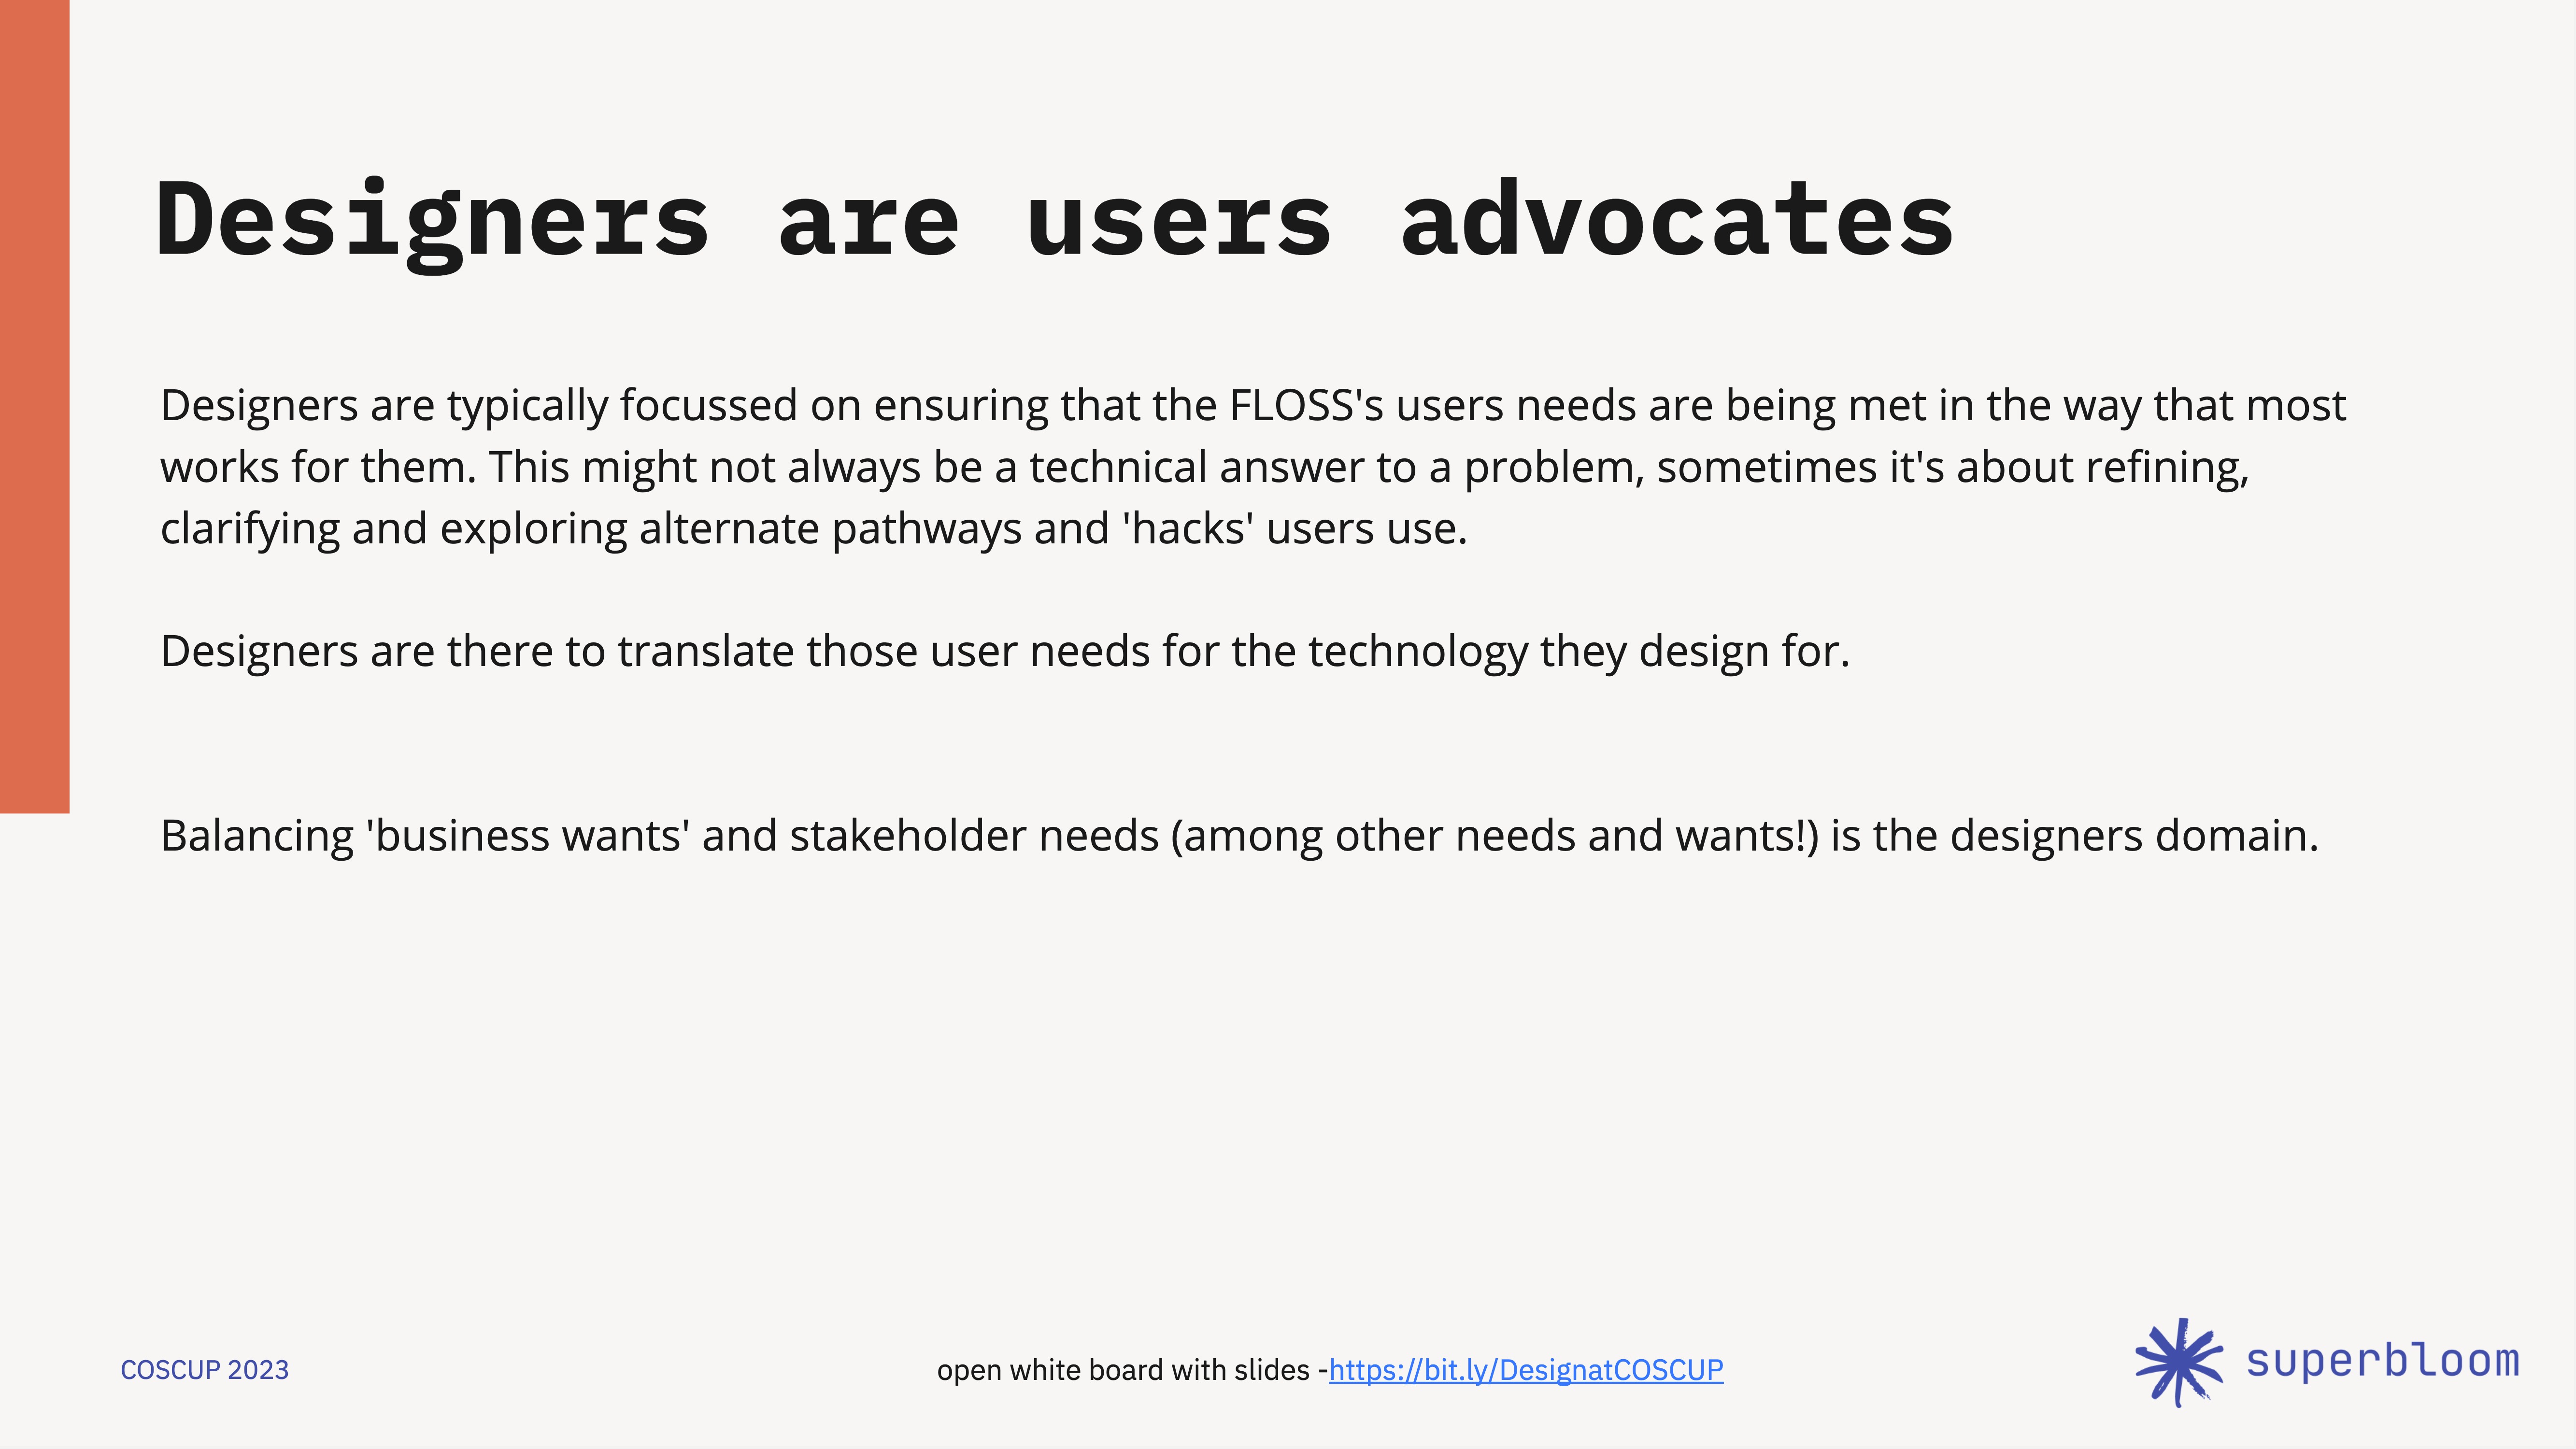 Designers are users advocates
Designers are typically focussed on ensuring that the FLOSS's users needs are being met in the way that most
works for them. This might not always be a technical answer to a problem, sometimes it's about refining,
clarifying and exploring alternate pathways and 'hacks' users use.
Designers are there to translate those user needs for the technology they design for.
Balancing 'business wants' and stakeholder needs (among other needs and wants!) is the designers domain.
COSCUP 2023
open white board with slides -https://bit.ly/DesignatCOSCUP
superbloom